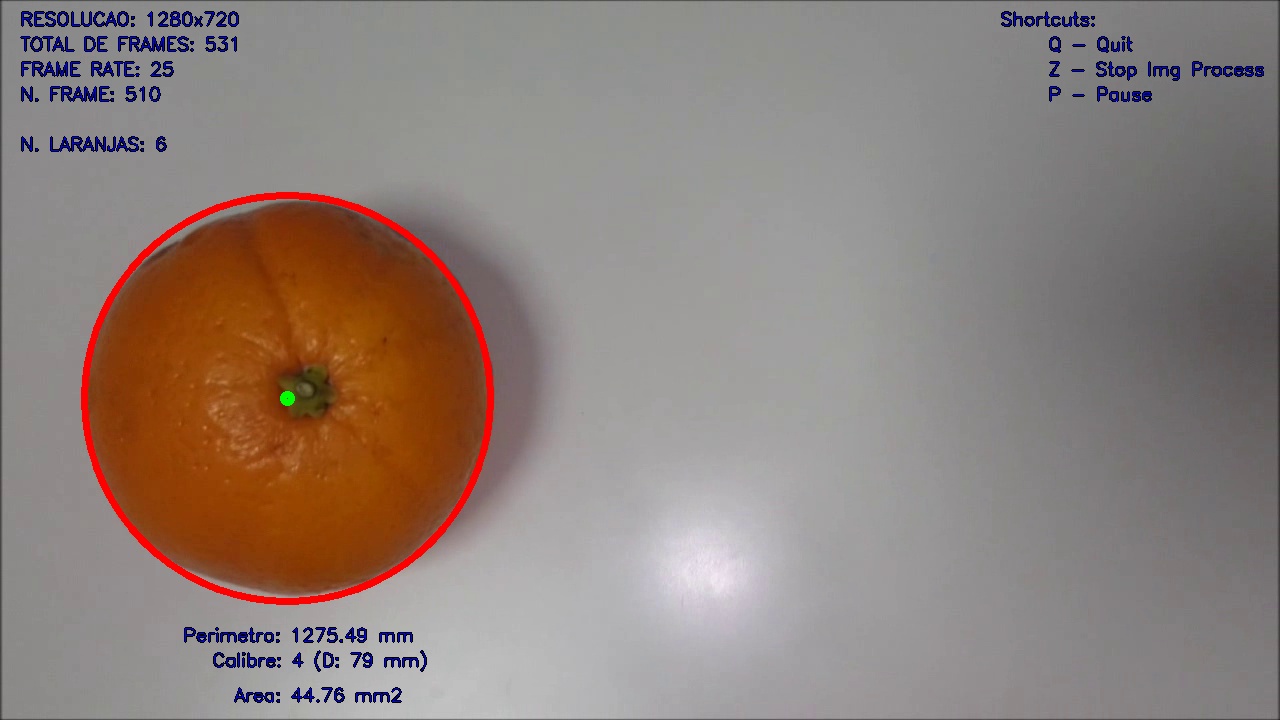 RESOLUCAO: 1280x720
TOTAL DE FRAMES: 531
FRAME RATE: 25
N. FRAME: 510
N. LARANJAS: 6
Shortcuts:
Q - Quit
Z - Stop Img Process
P - Pause
Perimetro: 1275.49 mm
Calibre: 4 (D: 79 mm)
Area: 44.76 mm2